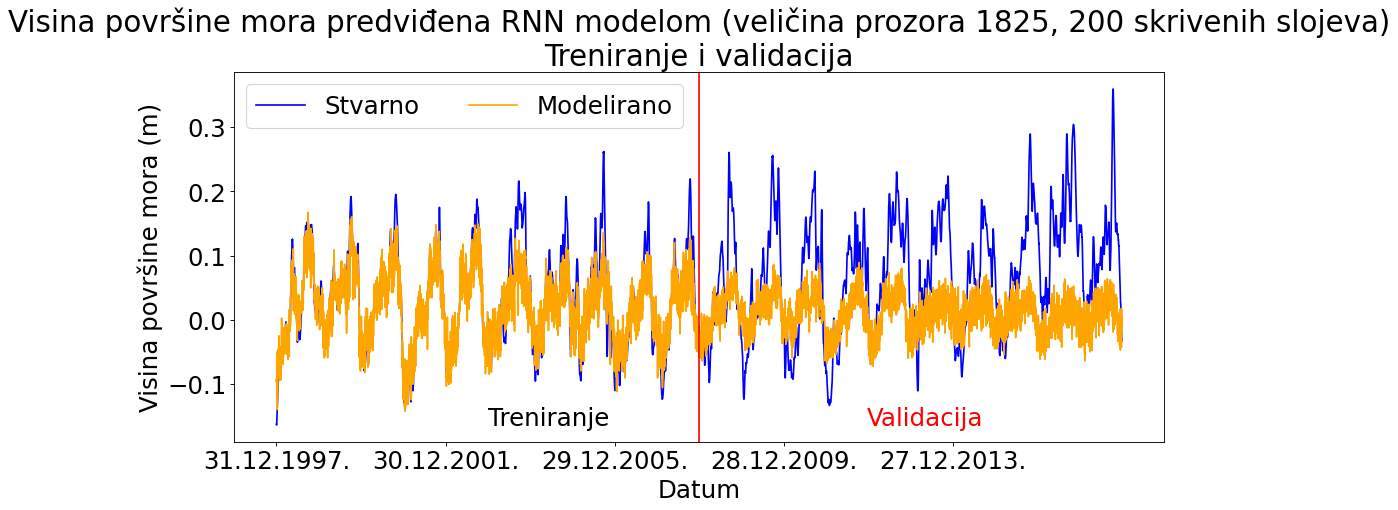 Visina površine mora predviđena RNN modelom (veličina prozora 1825, 200 skrivenih slojeva)
Treniranje i validacija
Stvarno Modelirano
Visina površine mora (m)
0.3
0.2
0.1
0.0
−0.1
Treniranje Validacija
31.12.1997. 30.12.2001. 29.12.2005. 28.12.2009. 27.12.2013.
Datum